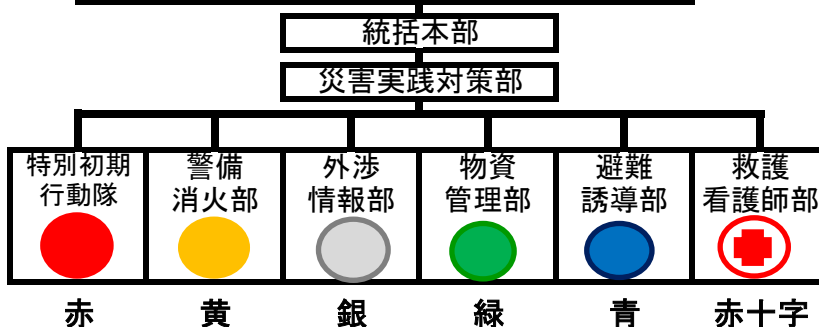 統括本部
災害実践対策部
特別初期
行動隊
警備
消火部
外渉
情報部
物資
管理部
避難
誘導部
救護
看護師部
赤
黄
銀
緑
青
赤十字